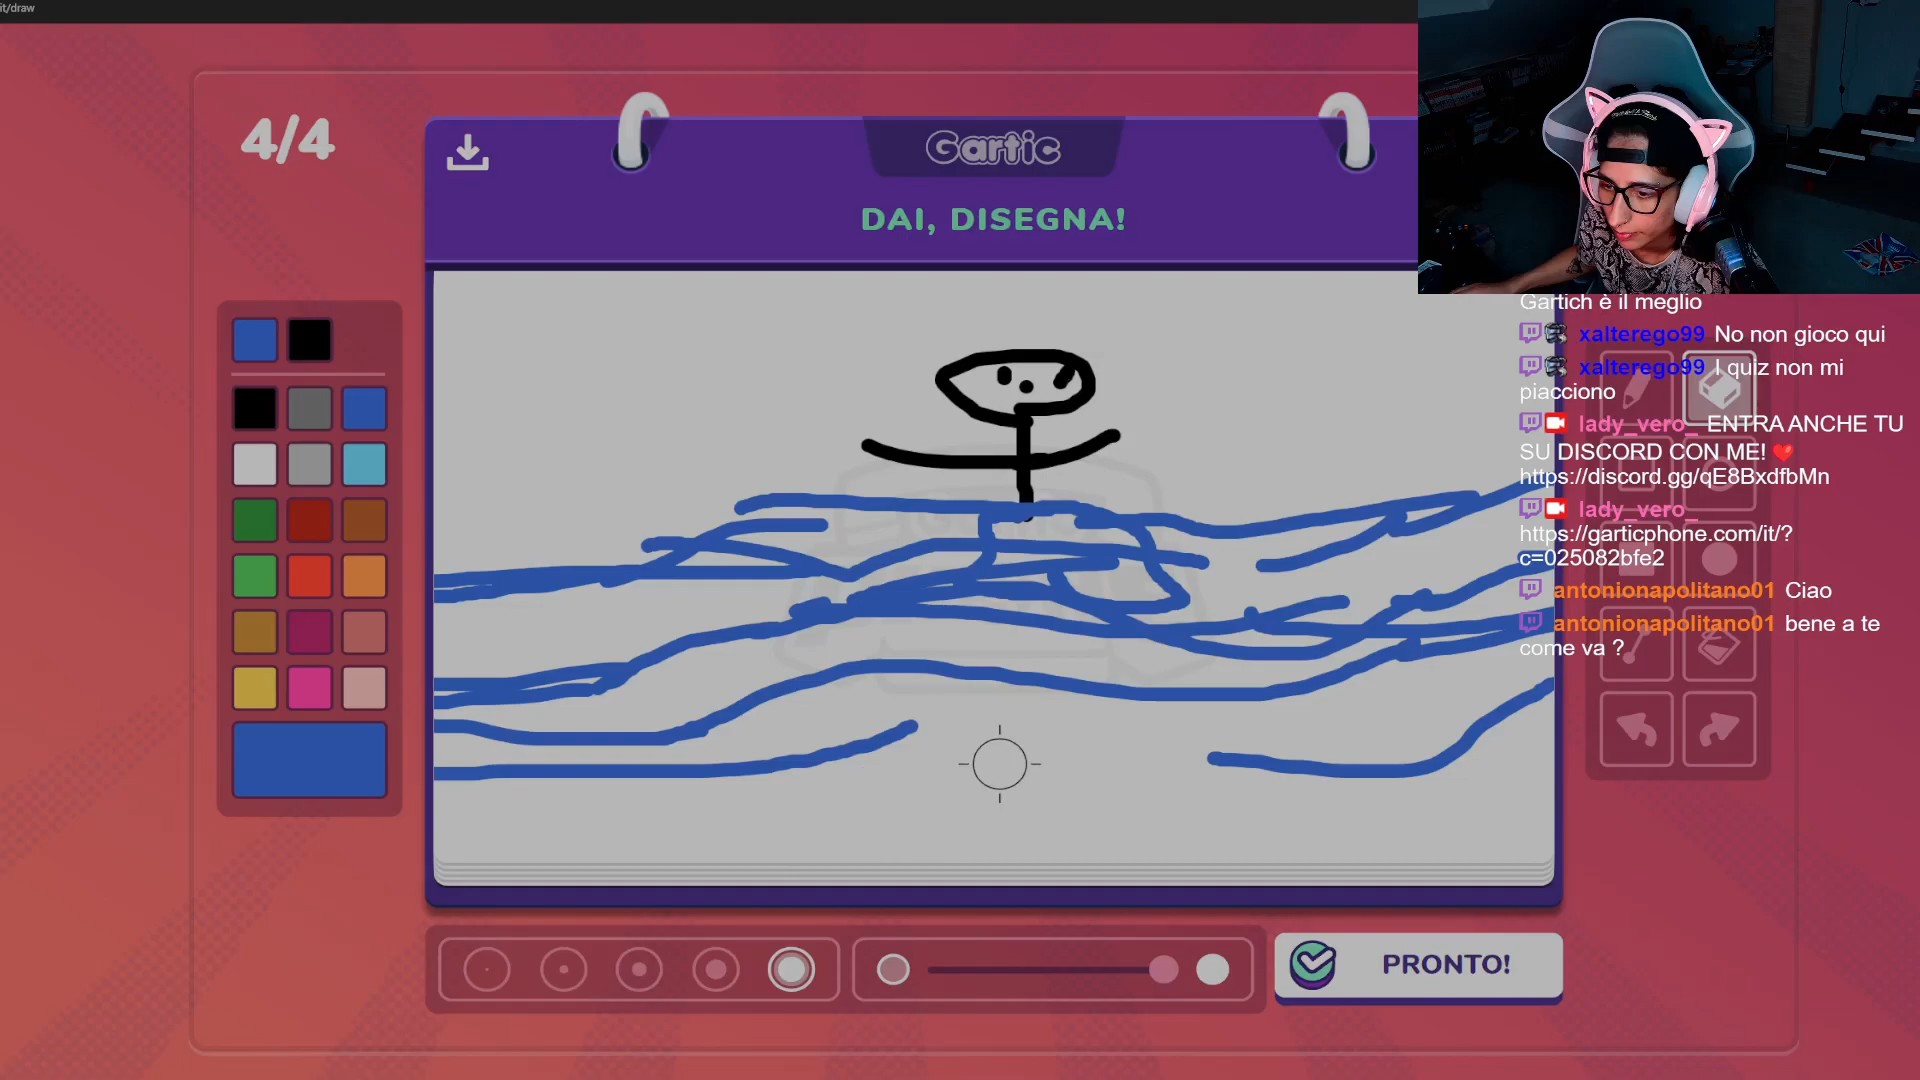 it/draw
4/4
Gartic
DAI, DISEGNA!
Gartich è il meglio
xalterego99 No non gioco qui
xalterego99 I quiz non mi
piacciono
lady_vero_ ENTRA ANCHE TU
SU DISCORD CON ME! ❤️
https://discord.gg/qE8BxdfbMn
lady_vero_
https://garticphone.com/it/?
c=025082bfe2
antonionapolitano01 Ciao
antonionapolitano01 bene a te
come va ?
PRONTO!